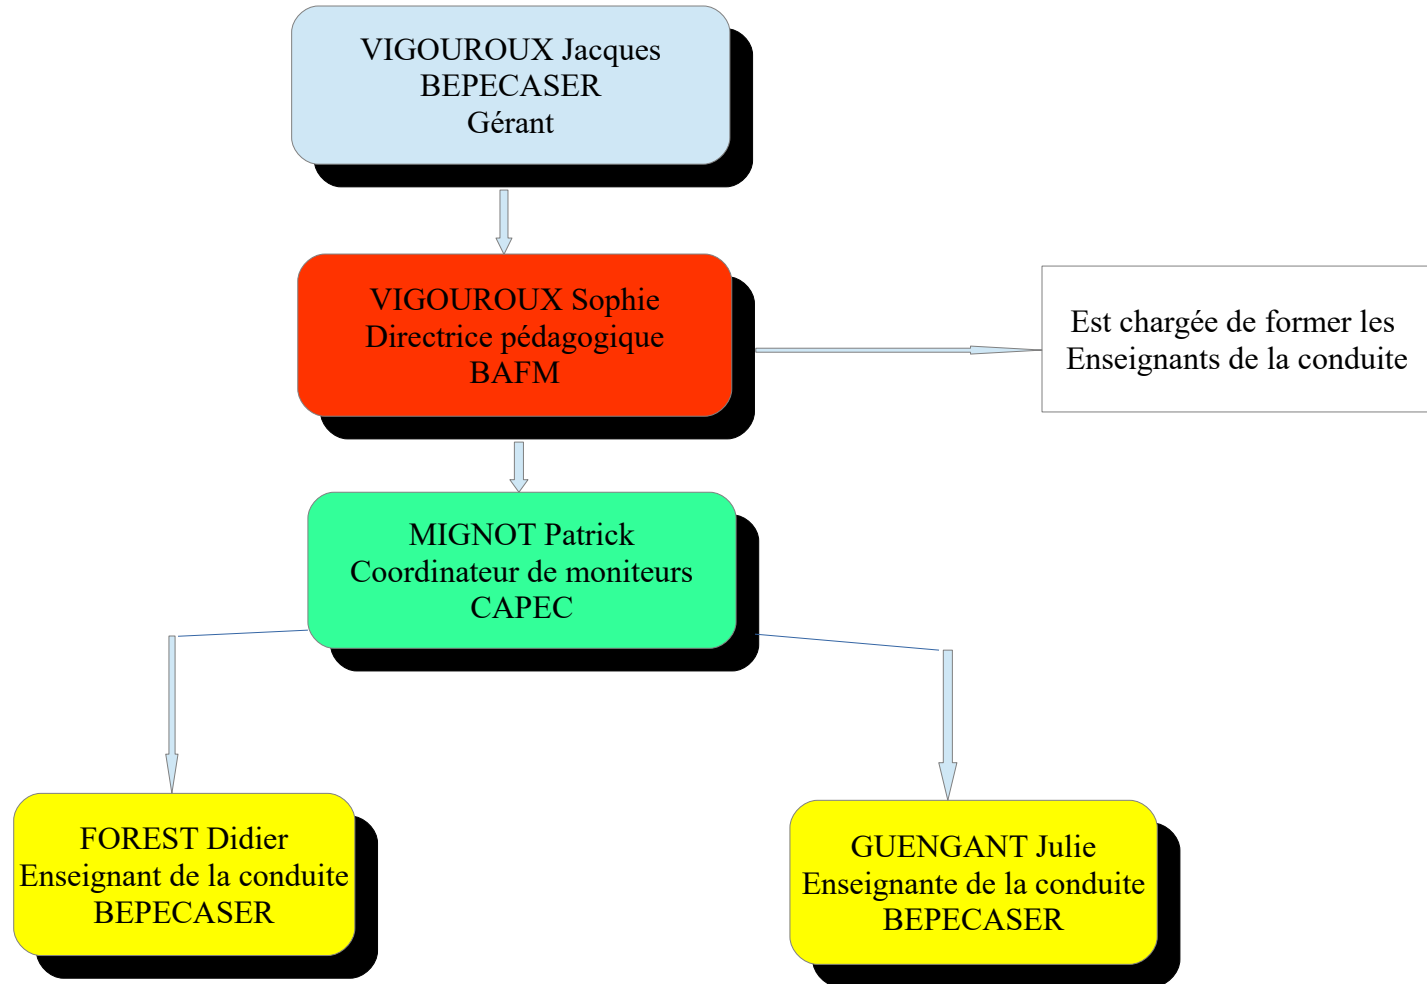 VIGOUROUX Jacques
BEPECASER
Gérant
VIGOUROUX Sophie
Directrice pédagogique
BAFM
Est chargée de former les
Enseignants de la conduite
MIGNOT Patrick
Coordinateur de moniteurs
CAPEC
FOREST Didier
Enseignant de la conduite
BEPECASER
GUENGANT Julie
Enseignante de la conduite
BEPECASER